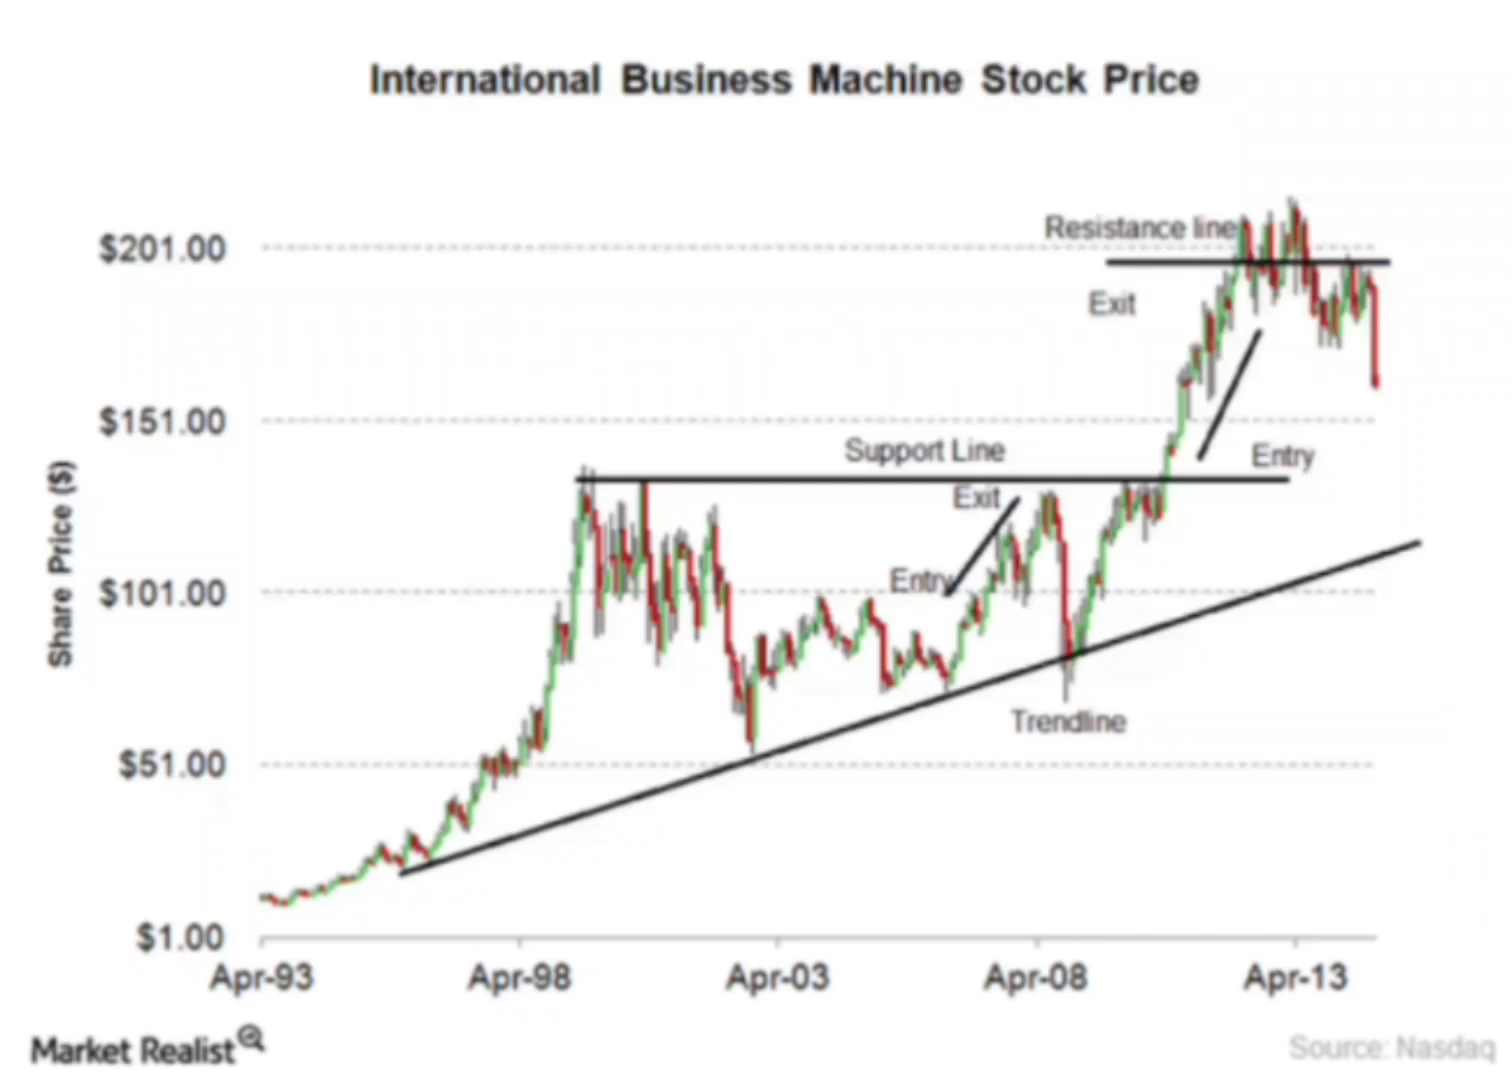 International Business Machine Stock Price
Share Price ($)
$201.00
$151.00
$101.00
$51.00
$1.00
Resistance line
Exit
Support Line
Entry
Exit
Entry
Trendline
Apr-93
Apr-98
Apr-03
Apr-08
Apr-13
Market Realist
Source: Nasdaq